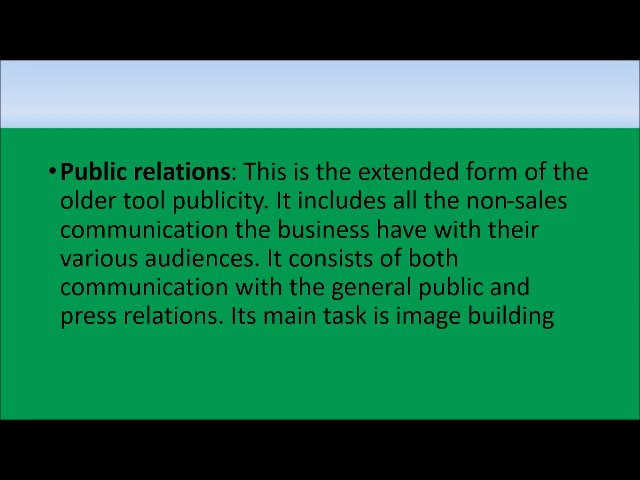 •Public relations: This is the extended form of the
older tool publicity. It includes all the non-sales
communication the business have with their
various audiences. It consists of both
communication with the general public and
press relations. Its main task is image building